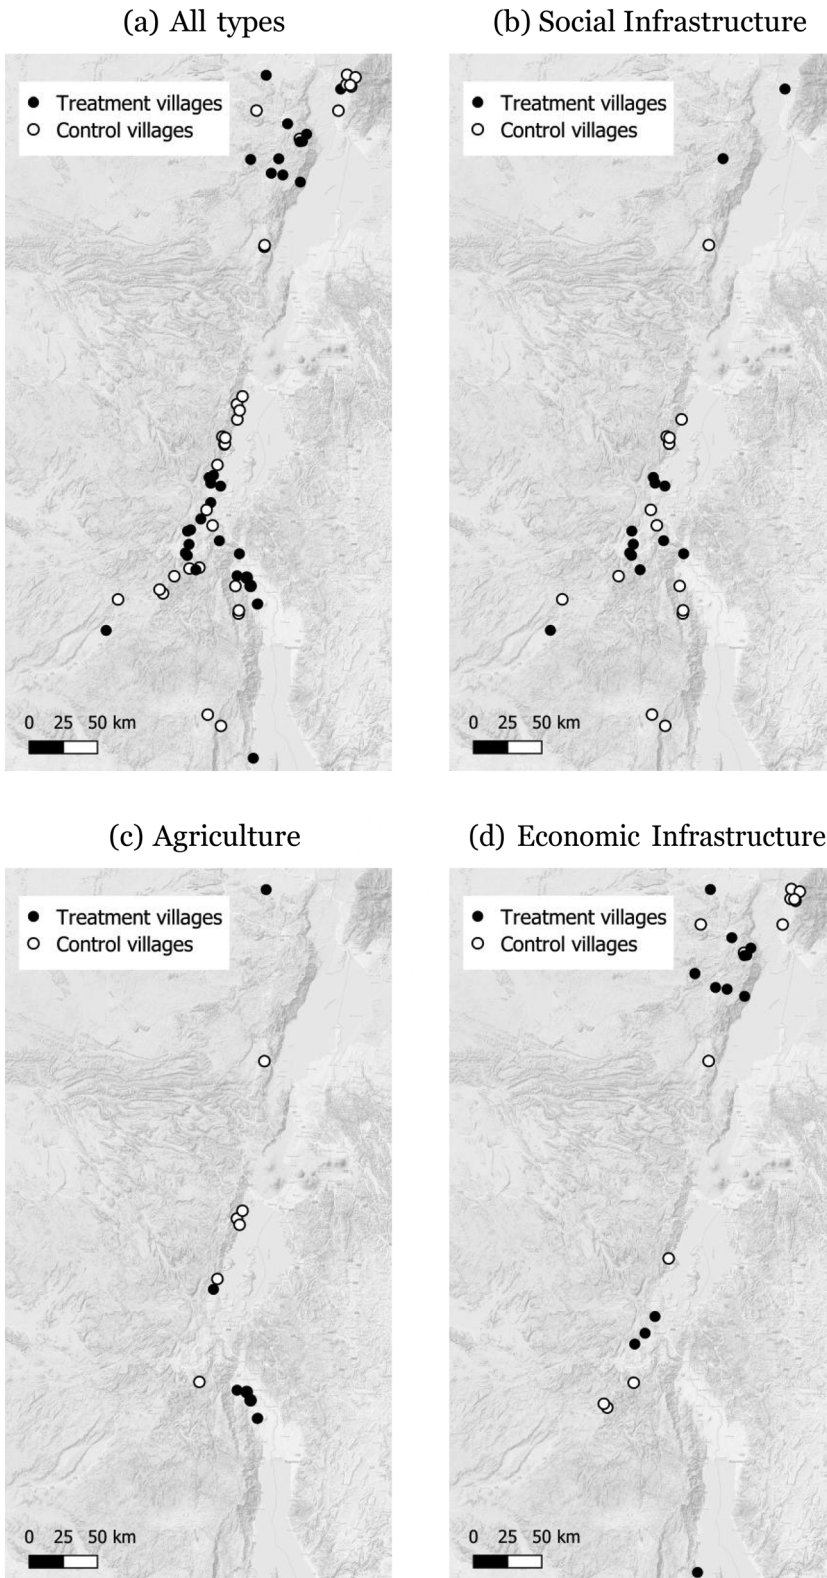 (a) All types
(b) Social Infrastructure
Treatment villages
Control villages
Treatment villages
Control villages
0 25 50 km
0 25 50 km
(c) Agriculture
(d) Economic Infrastructure
Treatment villages
Control villages
Treatment villages
Control villages
0 25 50 km
0 25 50 km